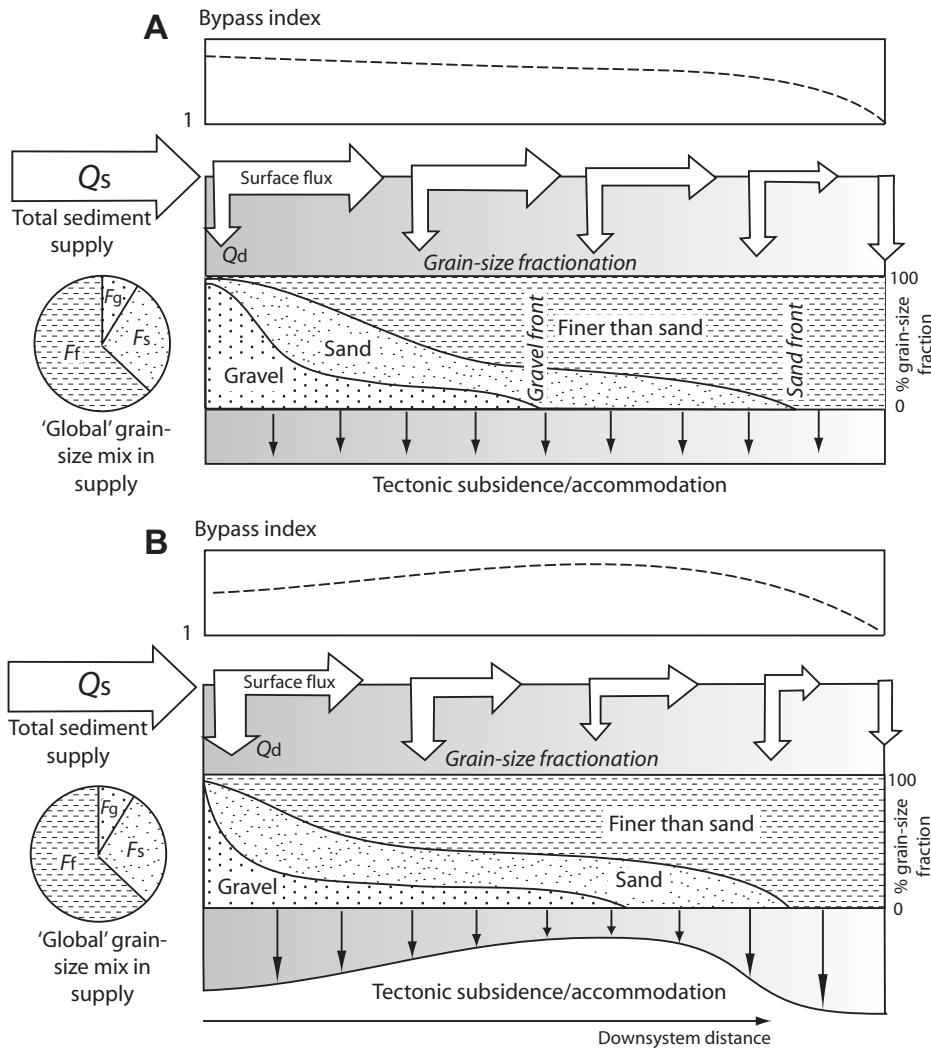 A
Bypass index
1
Qs
Total sediment
supply
Surface flux
Qd
Grain-size fractionation
Fg
Fs
Ff
'Global' grain-
size mix in
supply
Gravel
Sand
Gravel front
Finer than sand
Sand front
100
% grain-size
fraction
0
Tectonic subsidence/accommodation
B
Bypass index
1
Qs
Total sediment
supply
Surface flux
Qd
Grain-size fractionation
Fg
Fs
Ff
'Global' grain-
size mix in
supply
Gravel
Sand
Finer than sand
100
% grain-size
fraction
0
Tectonic subsidence/accommodation
Downsystem distance